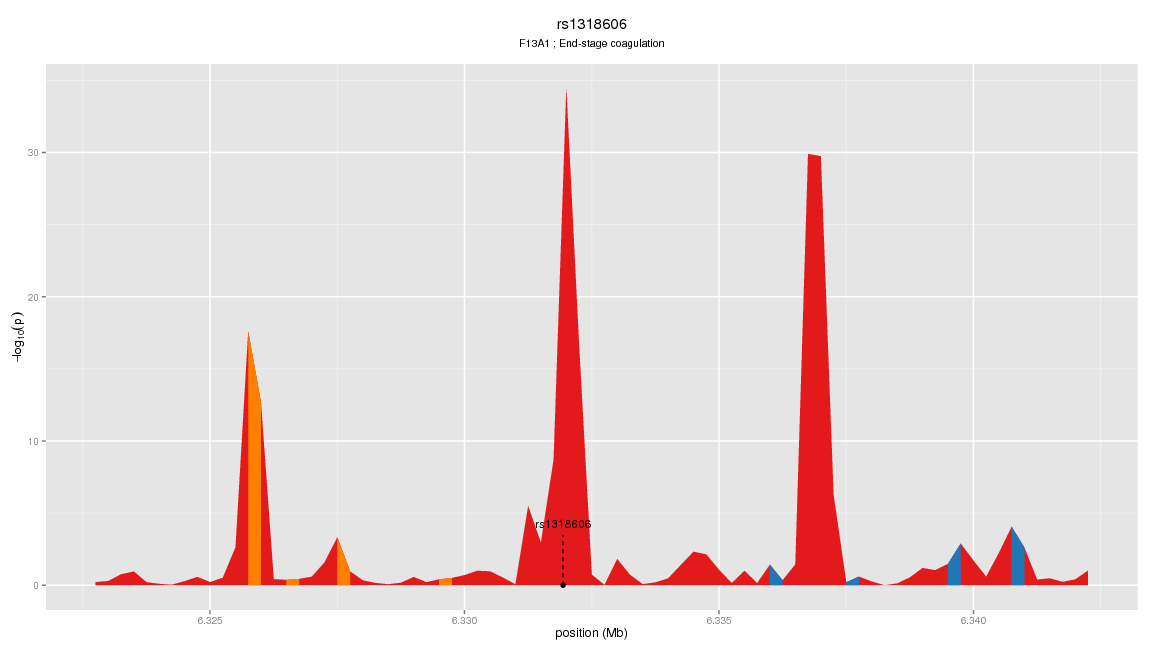 rs1318606
F13A1 ; End-stage coagulation
30
20
10
0
−log10(p)
rs1318606
6.325
6.330
6.335
6.340
position (Mb)